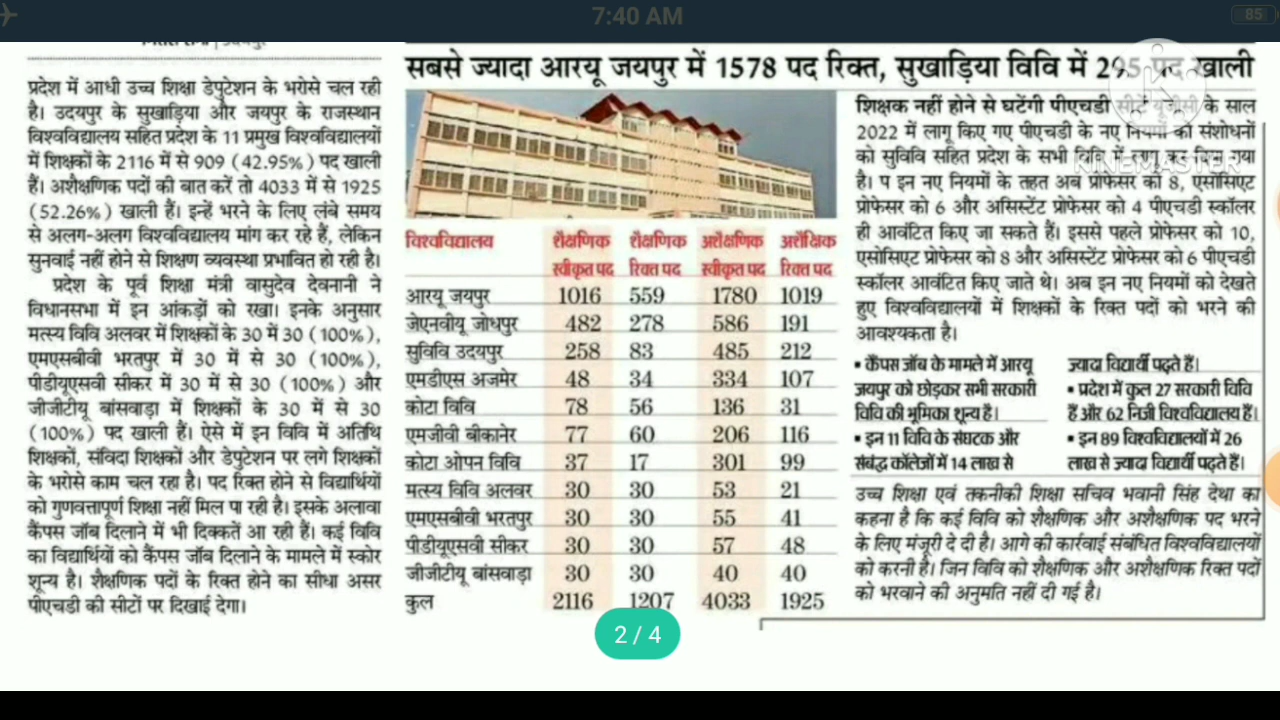 7:40 AM
85
सबसे ज्यादा आरयू जयपुर में 1578 पद रिक्त, सुखाड़िया विवि में 295 पद खाली
प्रदेश में आधी उच्च शिक्षा डेपुटेशन के भरोसे चल रही
है। उदयपुर के सुखाड़िया और जयपुर के राजस्थान
विश्वविद्यालय सहित प्रदेश के 11 प्रमुख विश्वविद्यालयों
में शिक्षकों के 2116 में से 909 (42.95%) पद खाली
हैं। अशैक्षणिक पदों की बात करें तो 4033 में से 1925
(52.26%) खाली हैं। इन्हें भरने के लिए लंबे समय
से अलग-अलग विश्वविद्यालय मांग कर रहे हैं, लेकिन
सुनवाई नहीं होने से शिक्षण व्यवस्था प्रभावित हो रही है।
प्रदेश के पूर्व शिक्षा मंत्री वासुदेव देवनानी ने
विधानसभा में इन आंकड़ों को रखा। इनके अनुसार
मत्स्य विवि अलवर में शिक्षकों के 30 में 30 (100%),
एमएसबीवी भरतपुर में 30 में से 30 (100%),
पीडीयूएसवी सीकर में 30 में से 30 (100%) और
जीजीटीयू बांसवाड़ा में शिक्षकों के 30 में से 30
(100%) पद खाली हैं। ऐसे में इन विवि में अतिथि
शिक्षकों, संविदा शिक्षकों और डेपुटेशन पर लगे शिक्षकों
के भरोसे काम चल रहा है। पद रिक्त होने से विद्यार्थियों
को गुणवत्तापूर्ण शिक्षा नहीं मिल पा रही है। इसके अलावा
कैंपस जॉब दिलाने में भी दिक्कतें आ रही हैं। कई विवि
का विद्यार्थियों को कैंपस जॉब दिलाने के मामले में स्कोर
शून्य है। शैक्षणिक पदों के रिक्त होने का सीधा असर
पीएचडी की सीटों पर दिखाई देगा।
विश्वविद्यालय शैक्षणिक शैक्षणिक अशैक्षणिक अशैक्षिक
स्वीकृत पद रिक्त पद स्वीकृत पद रिक्त पद
आरयू जयपुर 1016 559 1780 1019
जेएनवीयू जोधपुर 482 278 586 191
सुविवि उदयपुर 258 83 485 212
एमडीएस अजमेर 48 34 334 107
कोटा विवि 78 56 136 31
एमजीवी बीकानेर 77 60 206 116
कोटा ओपन विवि 37 17 301 99
मत्स्य विवि अलवर 30 30 53 21
एमएसबीवी भरतपुर 30 30 55 41
पीडीयूएसवी सीकर 30 30 57 48
जीजीटीयू बांसवाड़ा 30 30 40 40
कुल 2116 1207 4033 1925
शिक्षक नहीं होने से घटेंगी पीएचडी सीटें यूजीसी के साल
2022 में लागू किए गए पीएचडी के नए नियमों को संशोधनों
को सुविवि सहित प्रदेश के सभी विवि में कर दिया गया
है। प इन नए नियमों के तहत अब प्रोफेसर को 8, एसोसिएट
प्रोफेसर को 6 और असिस्टेंट प्रोफेसर को 4 पीएचडी स्कॉलर
ही आवंटित किए जा सकते हैं। इससे पहले प्रोफेसर को 10,
एसोसिएट प्रोफेसर को 8 और असिस्टेंट प्रोफेसर को 6 पीएचडी
स्कॉलर आवंटित किए जाते थे। अब इन नए नियमों को देखते
हुए विश्वविद्यालयों में शिक्षकों के रिक्त पदों को भरने की
आवश्यकता है।
• कैंपस जॉब के मामले में आरयू
जयपुर को छोड़कर सभी सरकारी
विवि की भूमिका शून्य है।
• इन 11 विवि के संघटक और
संबंद्ध कॉलेजों में 14 लाख से
ज्यादा विद्यार्थी पढ़ते हैं।
• प्रदेश में कुल 27 सरकारी विवि
हैं और 62 निजी विश्वविद्यालय हैं।
• इन 89 विश्वविद्यालयों में 26
लाख से ज्यादा विद्यार्थी पढ़ते हैं।
उच्च शिक्षा एवं तकनीकी शिक्षा सचिव भवानी सिंह देथा का
कहना है कि कई विवि को शैक्षणिक और अशैक्षणिक पद भरने
के लिए मंजूरी दे दी है। आगे की कार्रवाई संबंधित विश्वविद्यालयों
को करनी है। जिन विवि को शैक्षणिक और अशैक्षणिक रिक्त पदों
को भरवाने की अनुमति नहीं दी गई है।
KINEMASTER
2 / 4